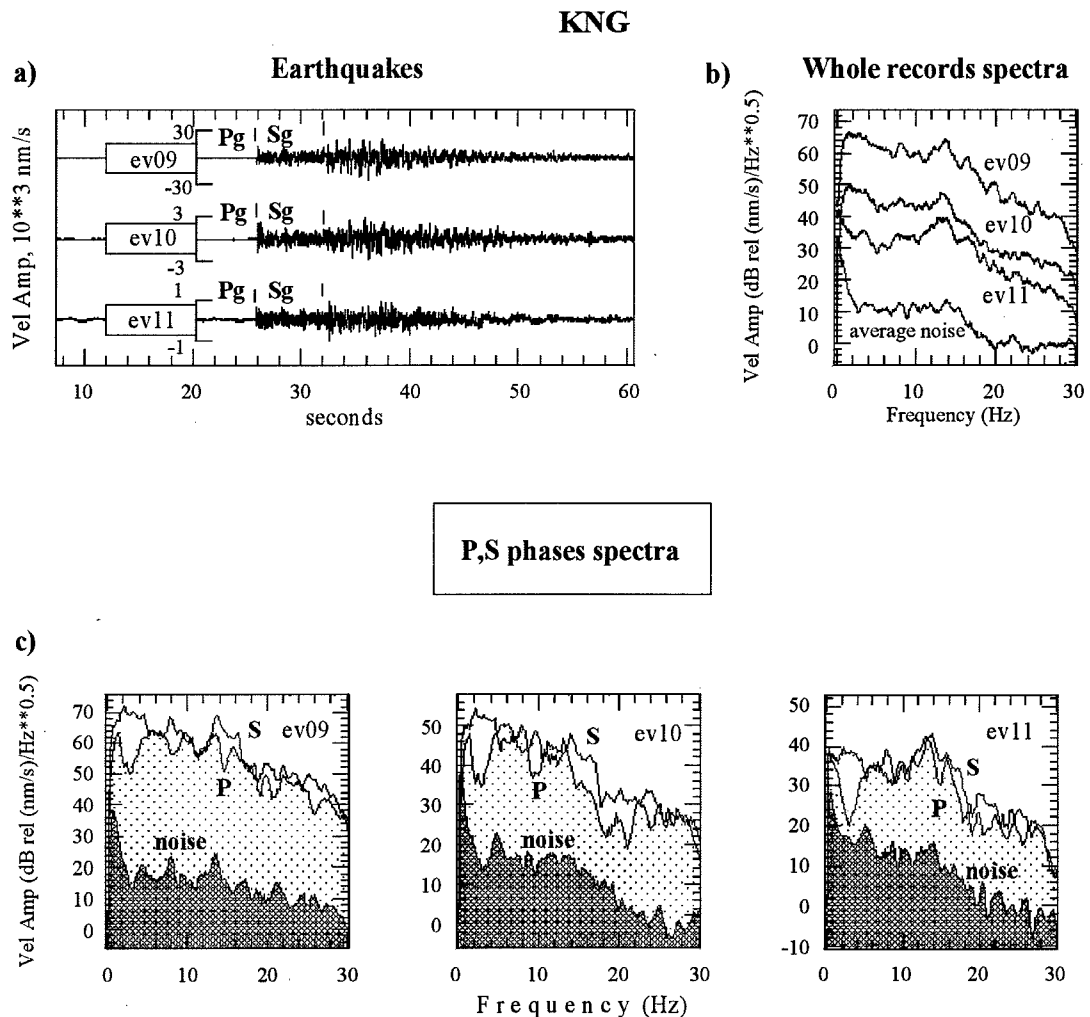 KNG
a)
Earthquakes
Vel Amp, 10**3 nm/s
30
Pg
Sg
ev09
-30
3
Pg
Sg
ev10
-3
1
Pg
Sg
ev11
-1
10 20 30 40 50 60
seconds
b)
Whole records spectra
Vel Amp (dB rel (nm/s)/Hz**0.5)
70
60
50
40
30
20
10
0
ev09
ev10
ev11
average noise
0 10 20 30
Frequency (Hz)
P,S phases spectra
c)
Vel Amp (dB rel (nm/s)/Hz**0.5)
70
60
50
40
30
20
10
0
S
ev09
P
noise
0 10 20 30
50
40
30
20
10
0
S
ev10
P
noise
0 10 20 30
50
40
30
20
10
0
-10
ev11
S
P
noise
0 10 20 30
Frequency (Hz)